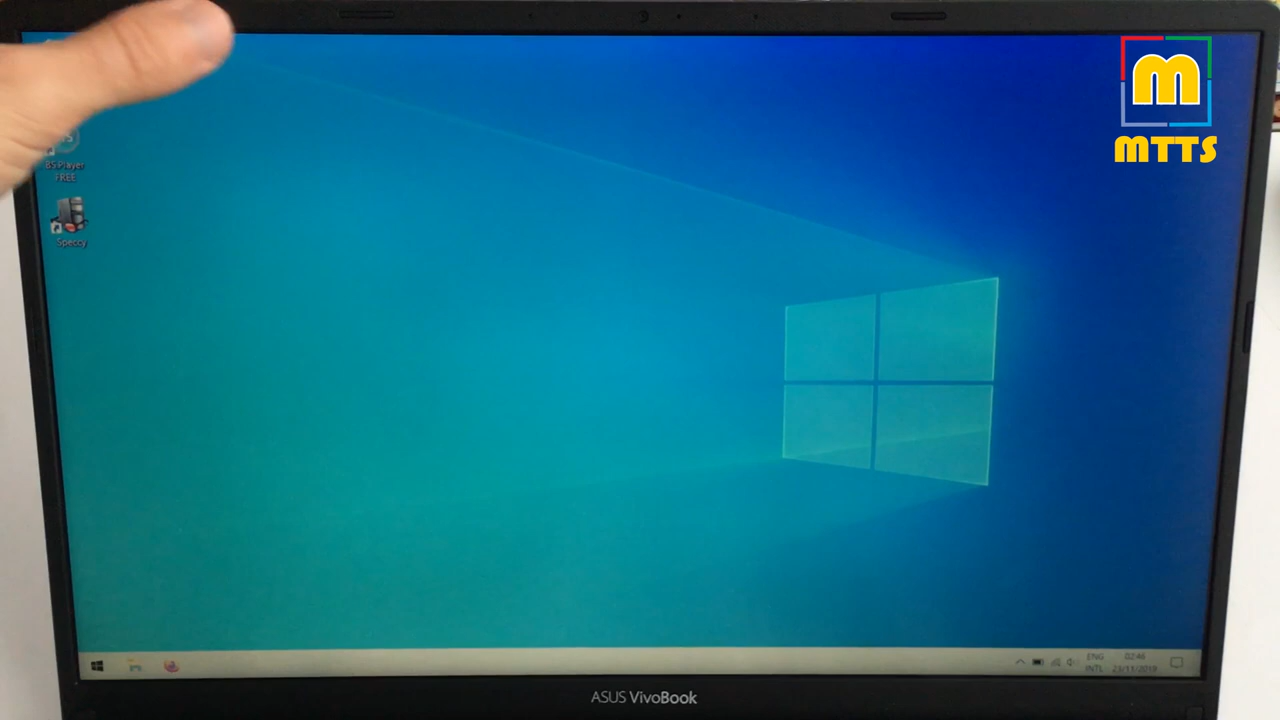 m
MTTS
BS.Player
FREE
Speccy
ENG
INTL
02:46
23/11/2019
ASUS VivoBook